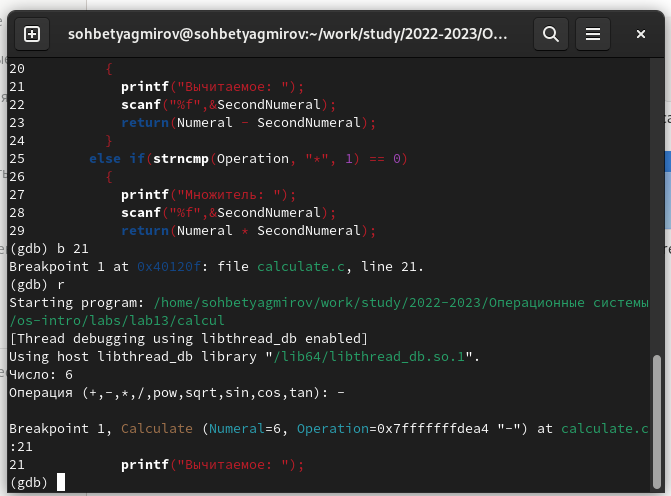 sohbetyagmirov@sohbetyagmirov:~/work/study/2022-2023/О...
20          {
21            printf("Вычитаемое: ");
22            scanf("%f",&SecondNumeral);
23            return(Numeral - SecondNumeral);
24          }
25        else if(strncmp(Operation, "*", 1) == 0)
26          {
27            printf("Множитель: ");
28            scanf("%f",&SecondNumeral);
29            return(Numeral * SecondNumeral);
(gdb) b 21
Breakpoint 1 at 0x40120f: file calculate.c, line 21.
(gdb) r
Starting program: /home/sohbetyagmirov/work/study/2022-2023/Операционные системы
/os-intro/labs/lab13/calcul
[Thread debugging using libthread_db enabled]
Using host libthread_db library "/lib64/libthread_db.so.1".
Число: 6
Операция (+,-,*,/,pow,sqrt,sin,cos,tan): -
Breakpoint 1, Calculate (Numeral=6, Operation=0x7fffffffdea4 "-") at calculate.c
:21
21            printf("Вычитаемое: ");
(gdb)